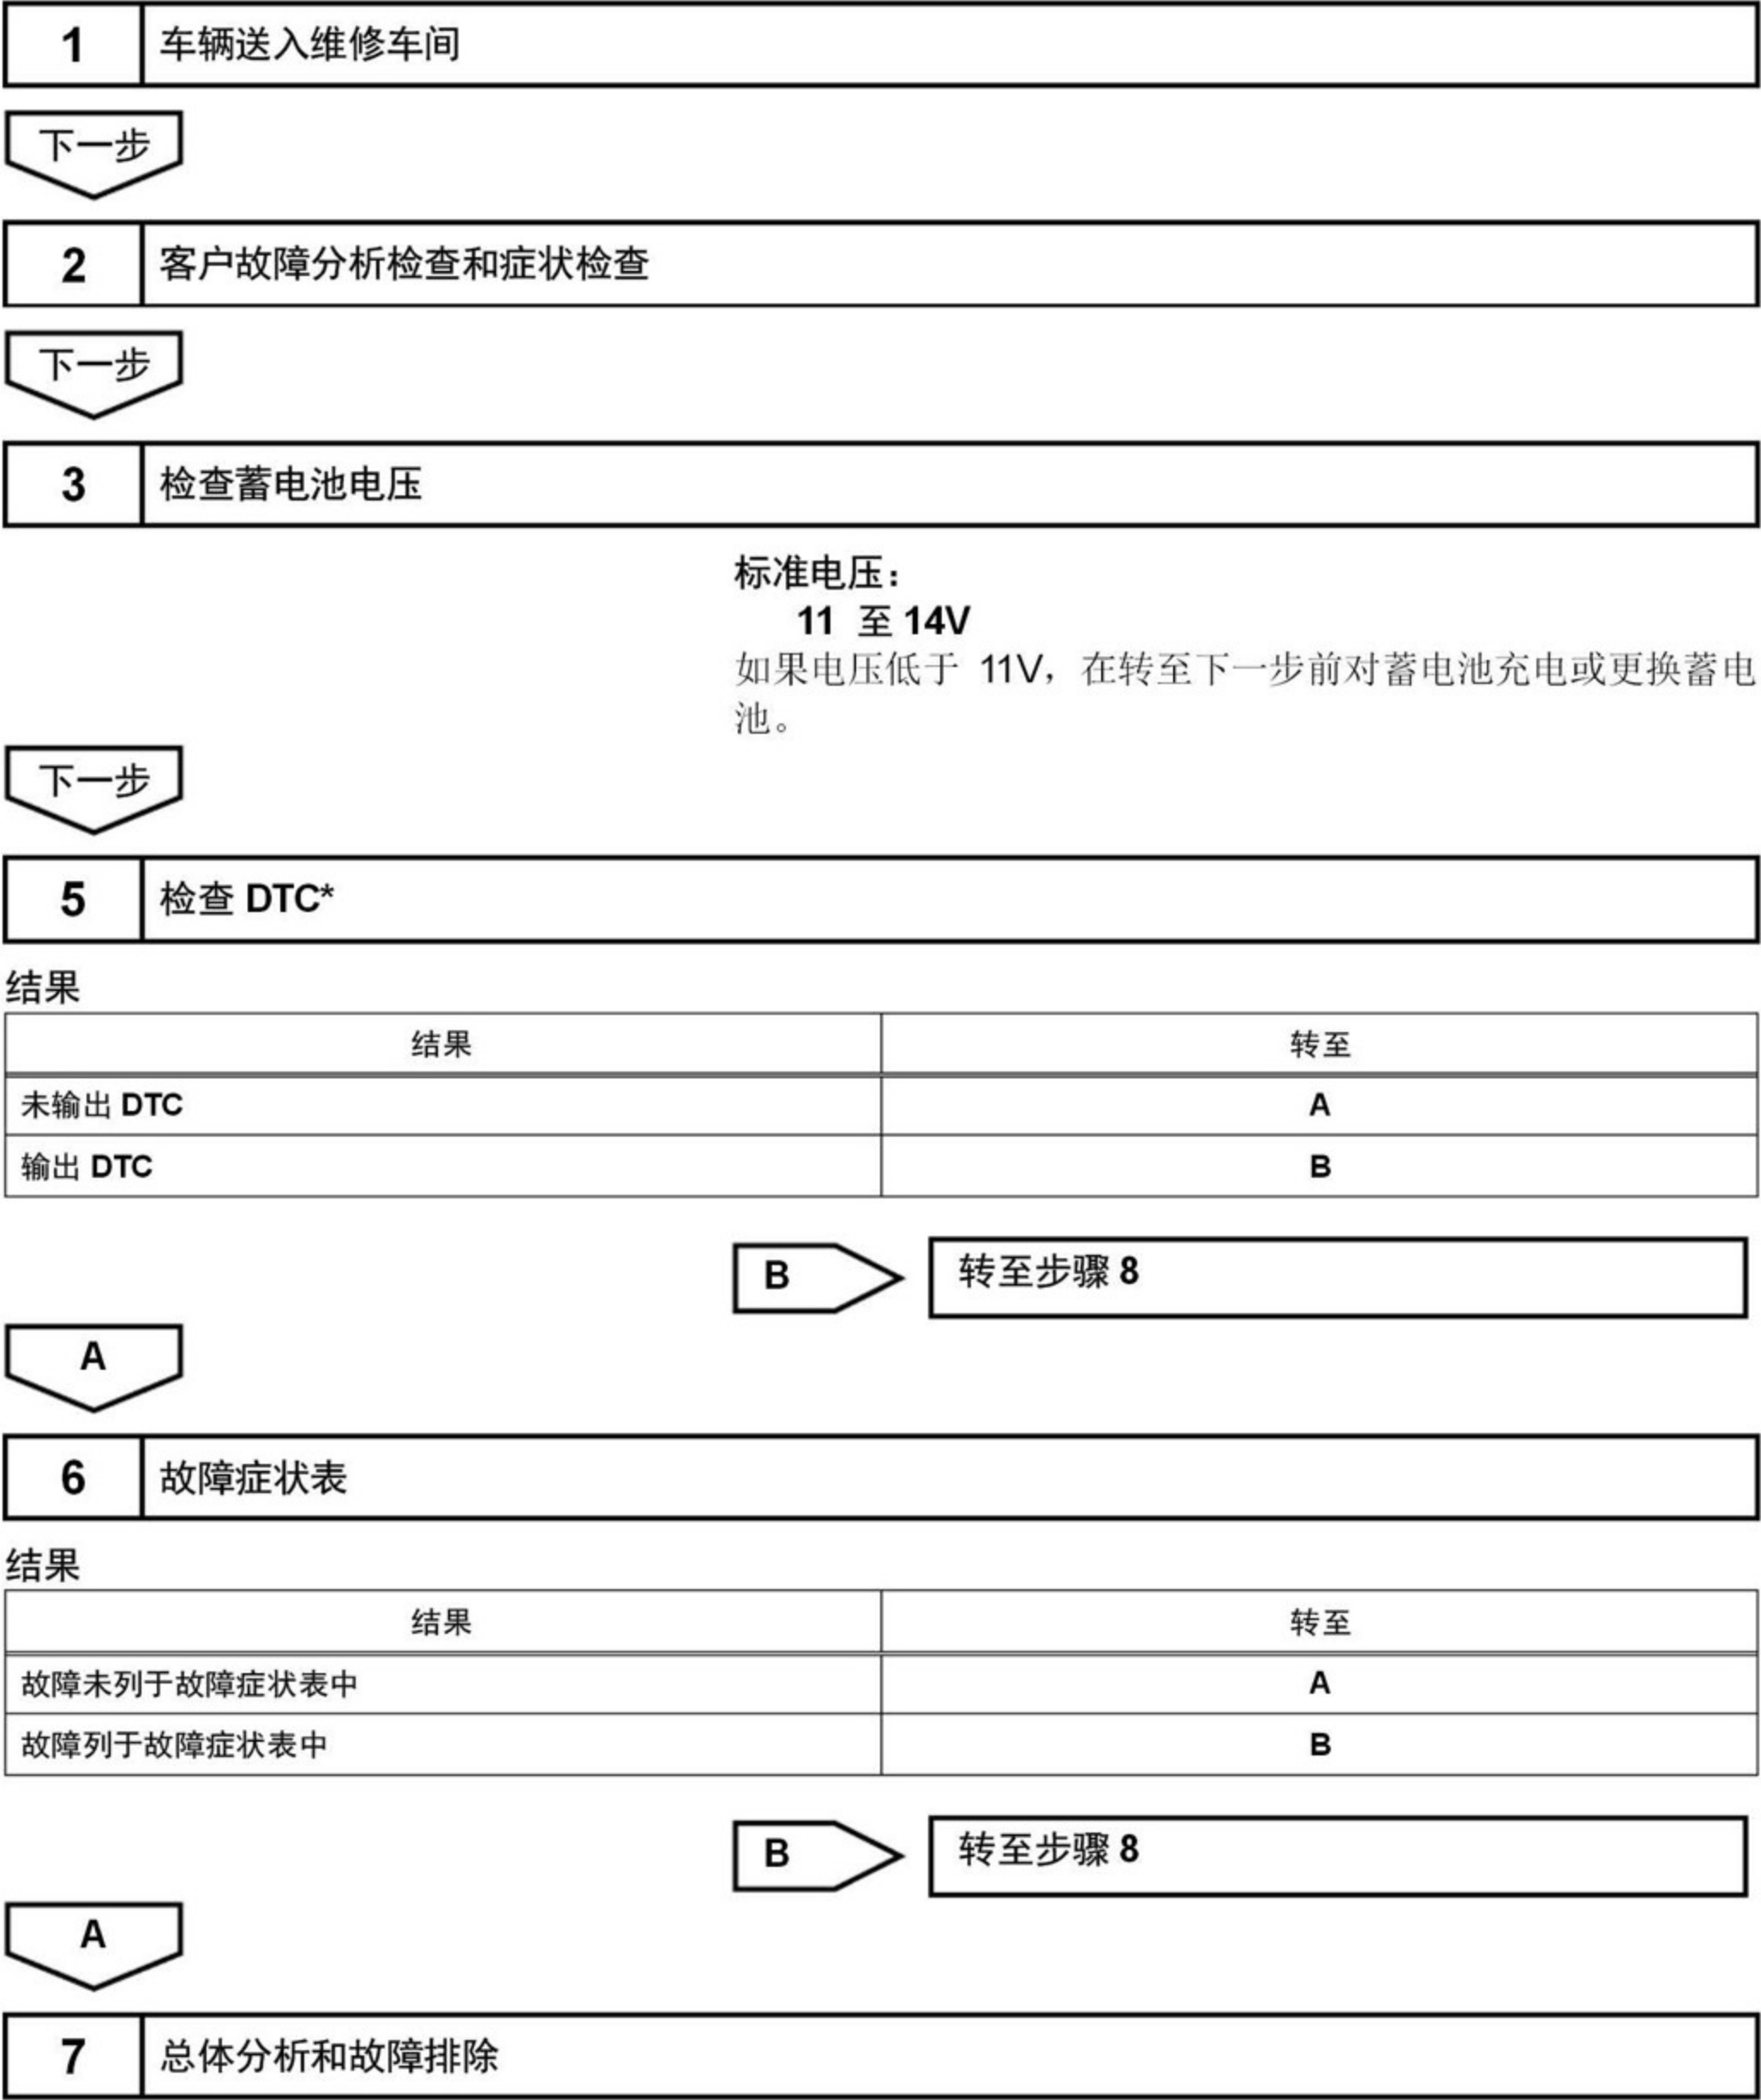 1 车辆送入维修车间
下一步
2 客户故障分析检查和症状检查
下一步
3 检查蓄电池电压
标准电压：
11 至 14V
如果电压低于 11V，在转至下一步前对蓄电池充电或更换蓄电
池。
下一步
5 检查 DTC*
结果
结果 转至
未输出 DTC A
输出 DTC B
B 转至步骤 8
A
6 故障症状表
结果
结果 转至
故障未列于故障症状表中 A
故障列于故障症状表中 B
B 转至步骤 8
A
7 总体分析和故障排除